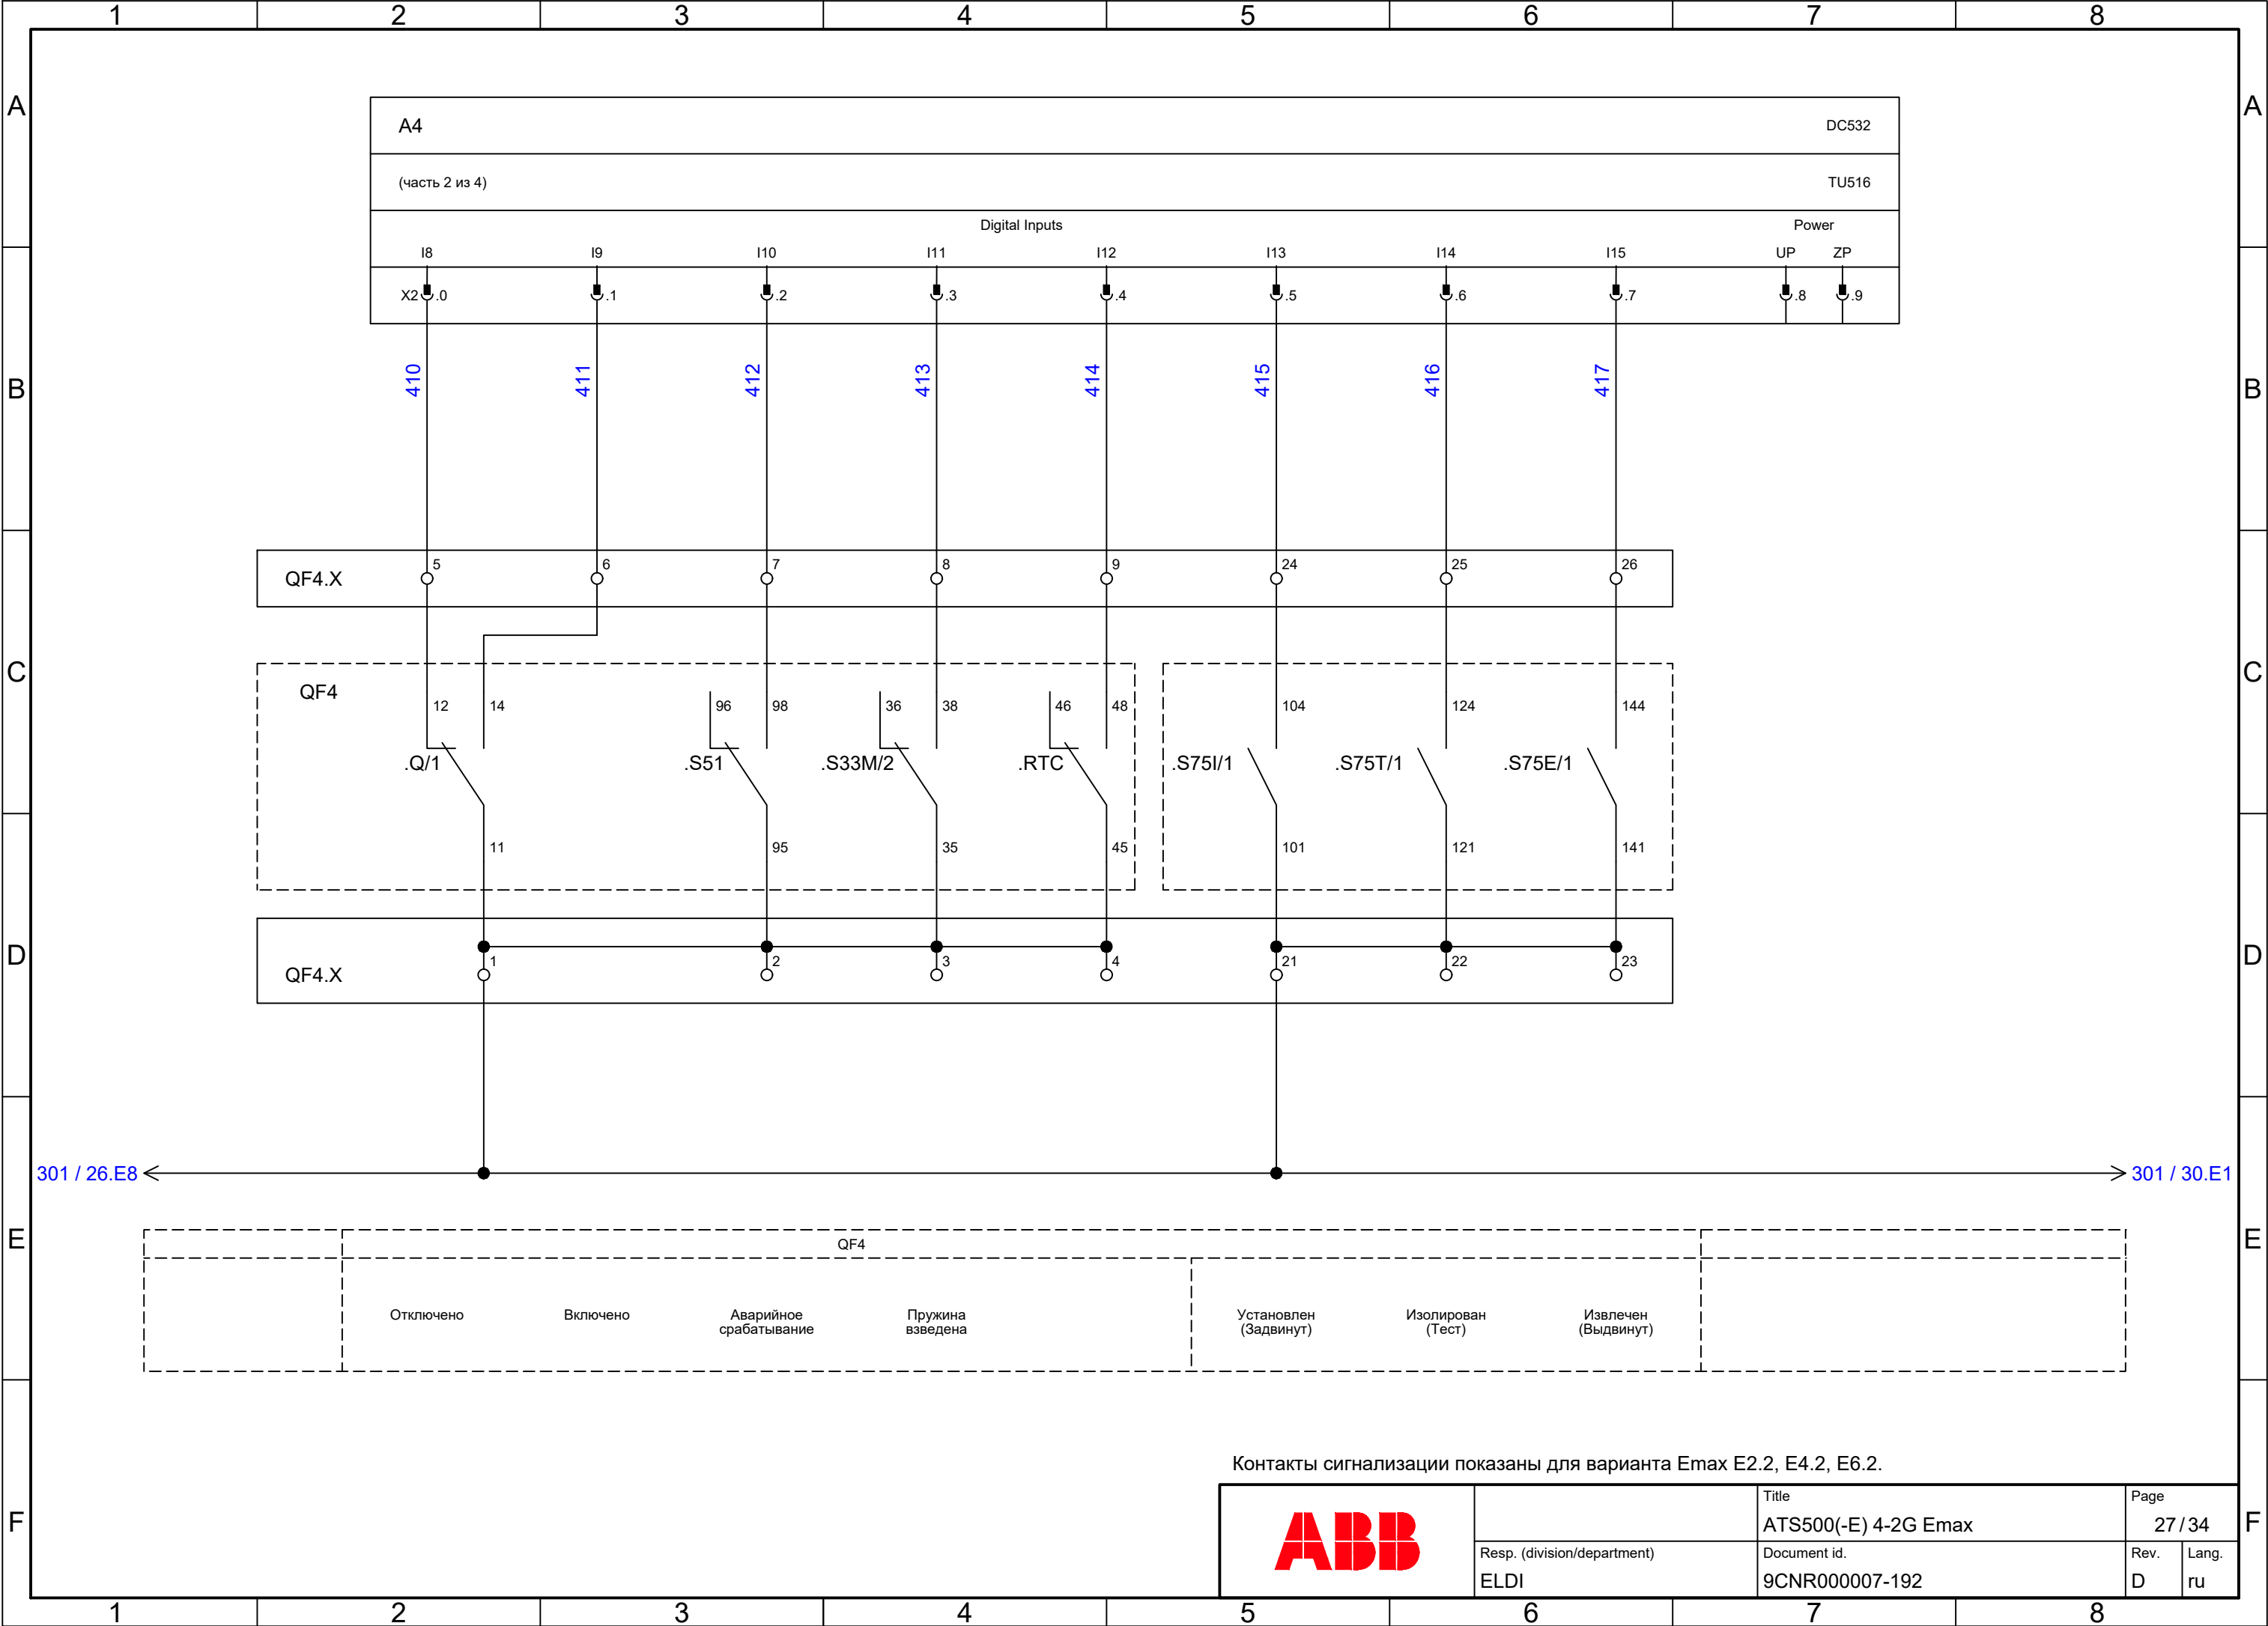 1 2 3 4 5 6 7 8
A A
A4 DC532
(часть 2 из 4) TU516
Digital Inputs Power
I8 I9 I10 I11 I12 I13 I14 I15 UP ZP
X2 .0 .1 .2 .3 .4 .5 .6 .7 .8 .9
B B
410 411 412 413 414 415 416 417
5 6 7 8 9 24 25 26
QF4.X
C C
QF4
12 14 96 98 36 38 46 48 104 124 144
.Q/1 .S51 .S33M/2 .RTC .S75I/1 .S75T/1 .S75E/1
11 95 35 45 101 121 141
D D
1 2 3 4 21 22 23
QF4.X
301 / 26.E8 301 / 30.E1
E E
QF4
Отключено Включено Аварийное срабатывание Пружина взведена Установлен (Задвинут) Изолирован (Тест) Извлечен (Выдвинут)
Контакты сигнализации показаны для варианта Emax E2.2, E4.2, E6.2.
F F
ABB
Title
ATS500(-E) 4-2G Emax
Page
27 / 34
Resp. (division/department)
ELDI
Document id.
9CNR000007-192
Rev.
D
Lang.
ru
1 2 3 4 5 6 7 8